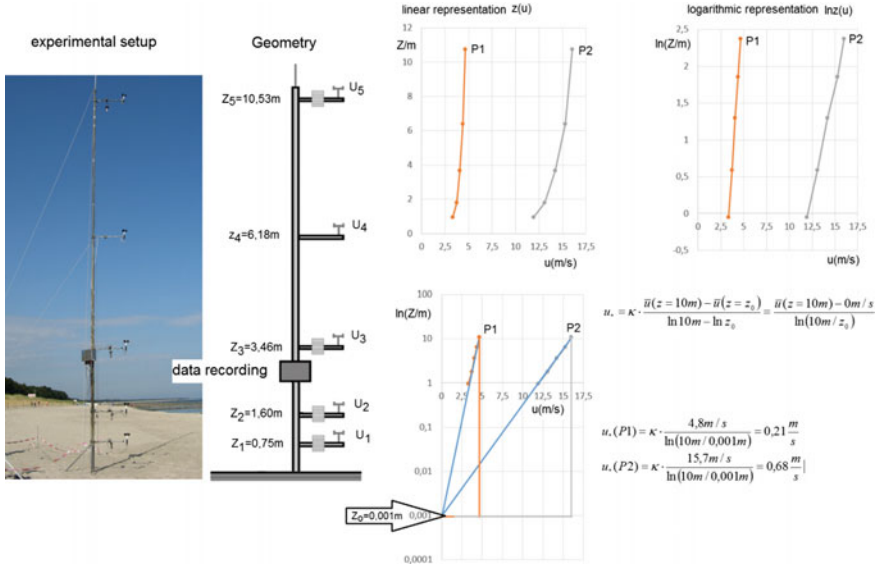 experimental setup
Geometry
U5
Z5=10,53m
U4
z4=6,18m
U3
Z3=3,46m
data recording
U2
Z2=1,60m
U1
Z1=0,75m
linear representation z(u)
Z/m
12
10
8
6
4
2
0
P1
P2
0 2,5 5 7,5 10 12,5 15 17,5
u(m/s)
logarithmic representation lnz(u)
ln(Z/m)
2,5
2
1,5
1
0,5
0
-0,5
P1
P2
0 2,5 5 7,5 10 12,5 15 17,5
u(m/s)
ln(Z/m)
100
10
1
0,1
0,01
0,001
0,0001
P1
P2
0 2,5 5 7,5 10 12,5 15 17,5
u(m/s)
Z0=0,001m
u* = κ · (ū(z = 10m) − ū(z = z0)) / (ln 10m − ln z0) = (ū(z = 10m) − 0m / s) / ln(10m / z0)
u*(P1) = κ · 4,8m / s / ln(10m / 0,001m) = 0,21 m/s
u*(P2) = κ · 15,7m / s / ln(10m / 0,001m) = 0,68 m/s